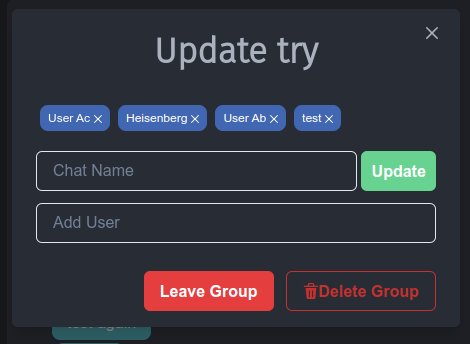 Update try
User Ac
Heisenberg
User Ab
test
Chat Name
Update
Add User
Leave Group
Delete Group